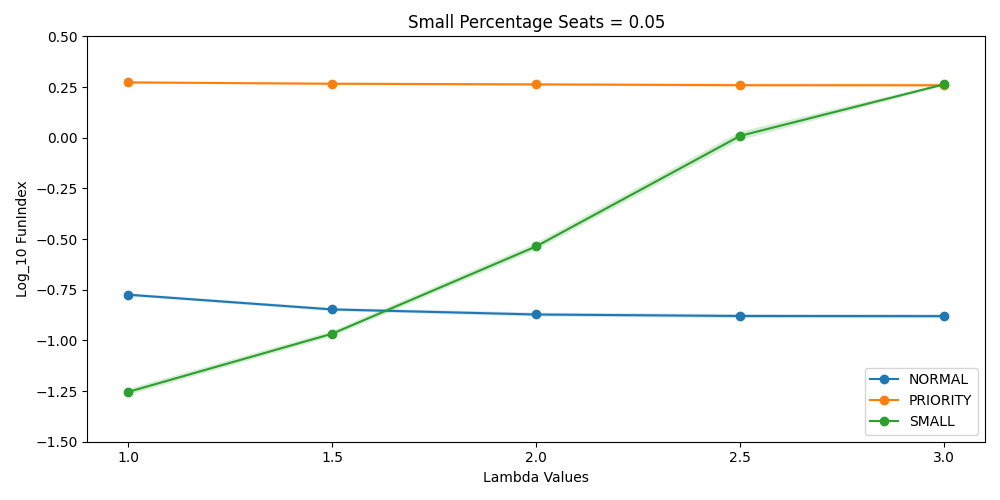 Small Percentage Seats = 0.05
Log_10 FunIndex
0.50
0.25
0.00
−0.25
−0.50
−0.75
−1.00
−1.25
−1.50
NORMAL
PRIORITY
SMALL
1.0 1.5 2.0 2.5 3.0
Lambda Values